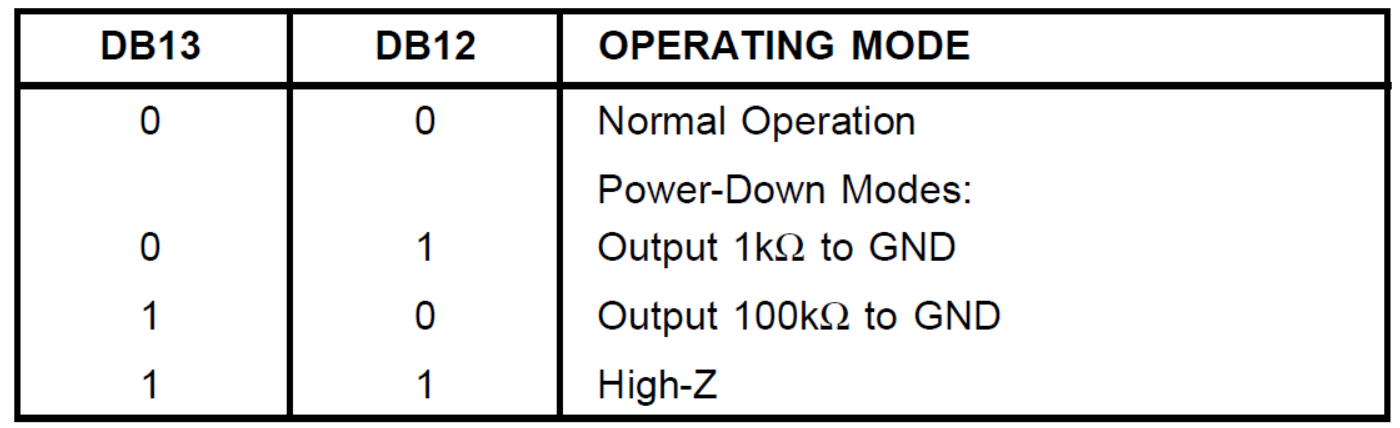 DB13 DB12 OPERATING MODE
0 0 Normal Operation
Power-Down Modes:
0 1 Output 1kΩ to GND
1 0 Output 100kΩ to GND
1 1 High-Z